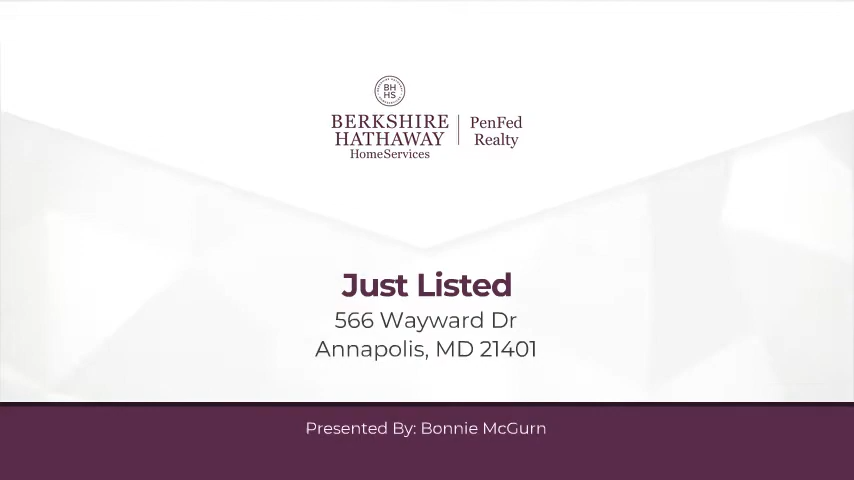 BH
HS
BERKSHIRE
HATHAWAY
HomeServices
PenFed
Realty
Just Listed
566 Wayward Dr
Annapolis, MD 21401
Presented By: Bonnie McGurn